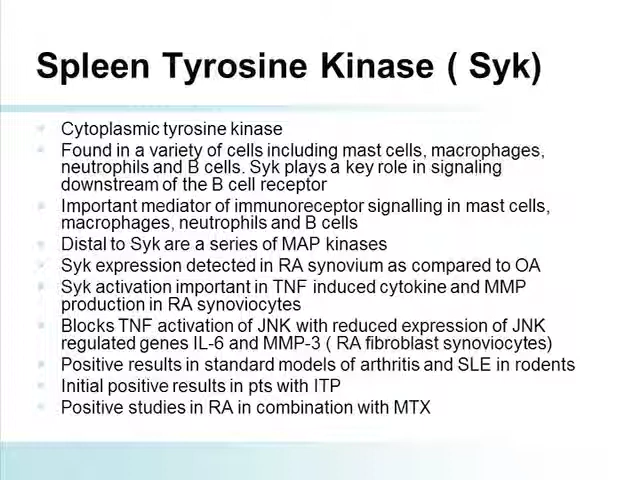 Spleen Tyrosine Kinase ( Syk)
Cytoplasmic tyrosine kinase
Found in a variety of cells including mast cells, macrophages,
neutrophils and B cells. Syk plays a key role in signaling
downstream of the B cell receptor
Important mediator of immunoreceptor signalling in mast cells,
macrophages, neutrophils and B cells
Distal to Syk are a series of MAP kinases
Syk expression detected in RA synovium as compared to OA
Syk activation important in TNF induced cytokine and MMP
production in RA synoviocytes
Blocks TNF activation of JNK with reduced expression of JNK
regulated genes IL-6 and MMP-3 ( RA fibroblast synoviocytes)
Positive results in standard models of arthritis and SLE in rodents
Initial positive results in pts with ITP
Positive studies in RA in combination with MTX